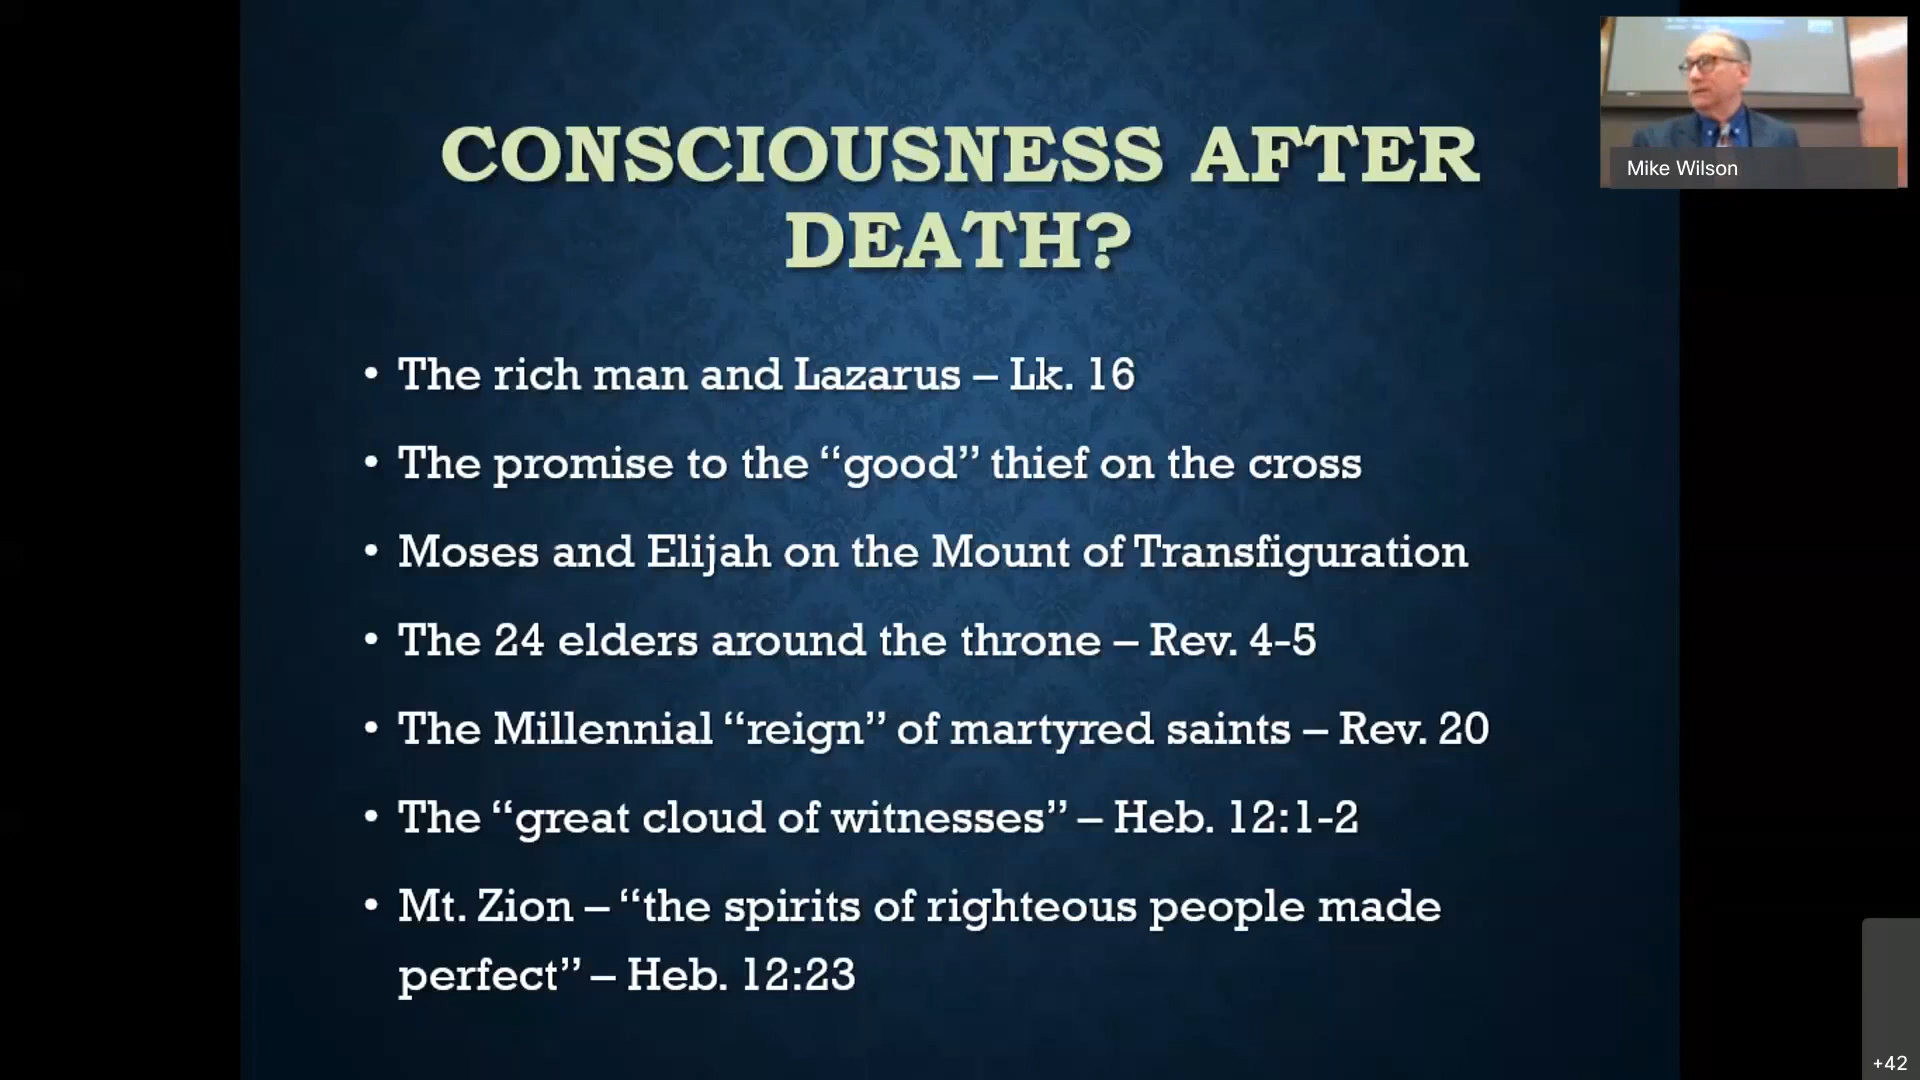 CONSCIOUSNESS AFTER
DEATH?
• The rich man and Lazarus – Lk. 16
• The promise to the “good” thief on the cross
• Moses and Elijah on the Mount of Transfiguration
• The 24 elders around the throne – Rev. 4-5
• The Millennial “reign” of martyred saints – Rev. 20
• The “great cloud of witnesses” – Heb. 12:1-2
• Mt. Zion – “the spirits of righteous people made
perfect” – Heb. 12:23
Mike Wilson
+42